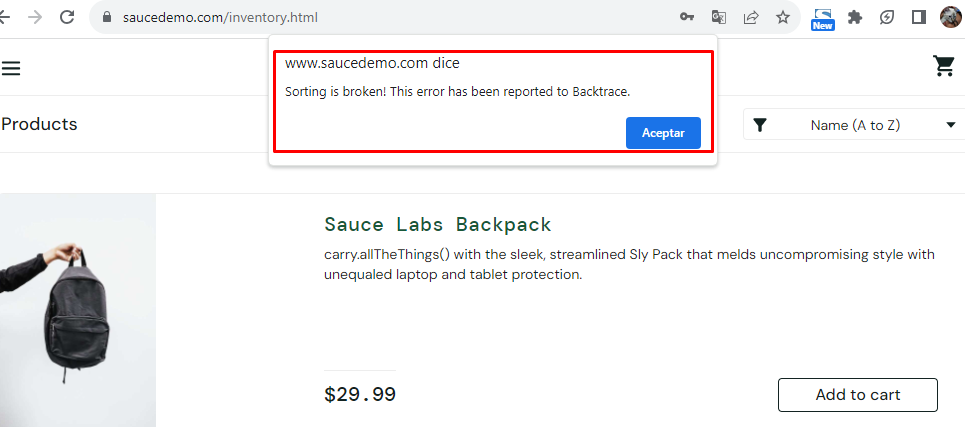 saucedemo.com/inventory.html
New
www.saucedemo.com dice
Sorting is broken! This error has been reported to Backtrace.
Aceptar
Products
Name (A to Z)
Sauce Labs Backpack
carry.allTheThings() with the sleek, streamlined Sly Pack that melds uncompromising style with
unequaled laptop and tablet protection.
$29.99
Add to cart